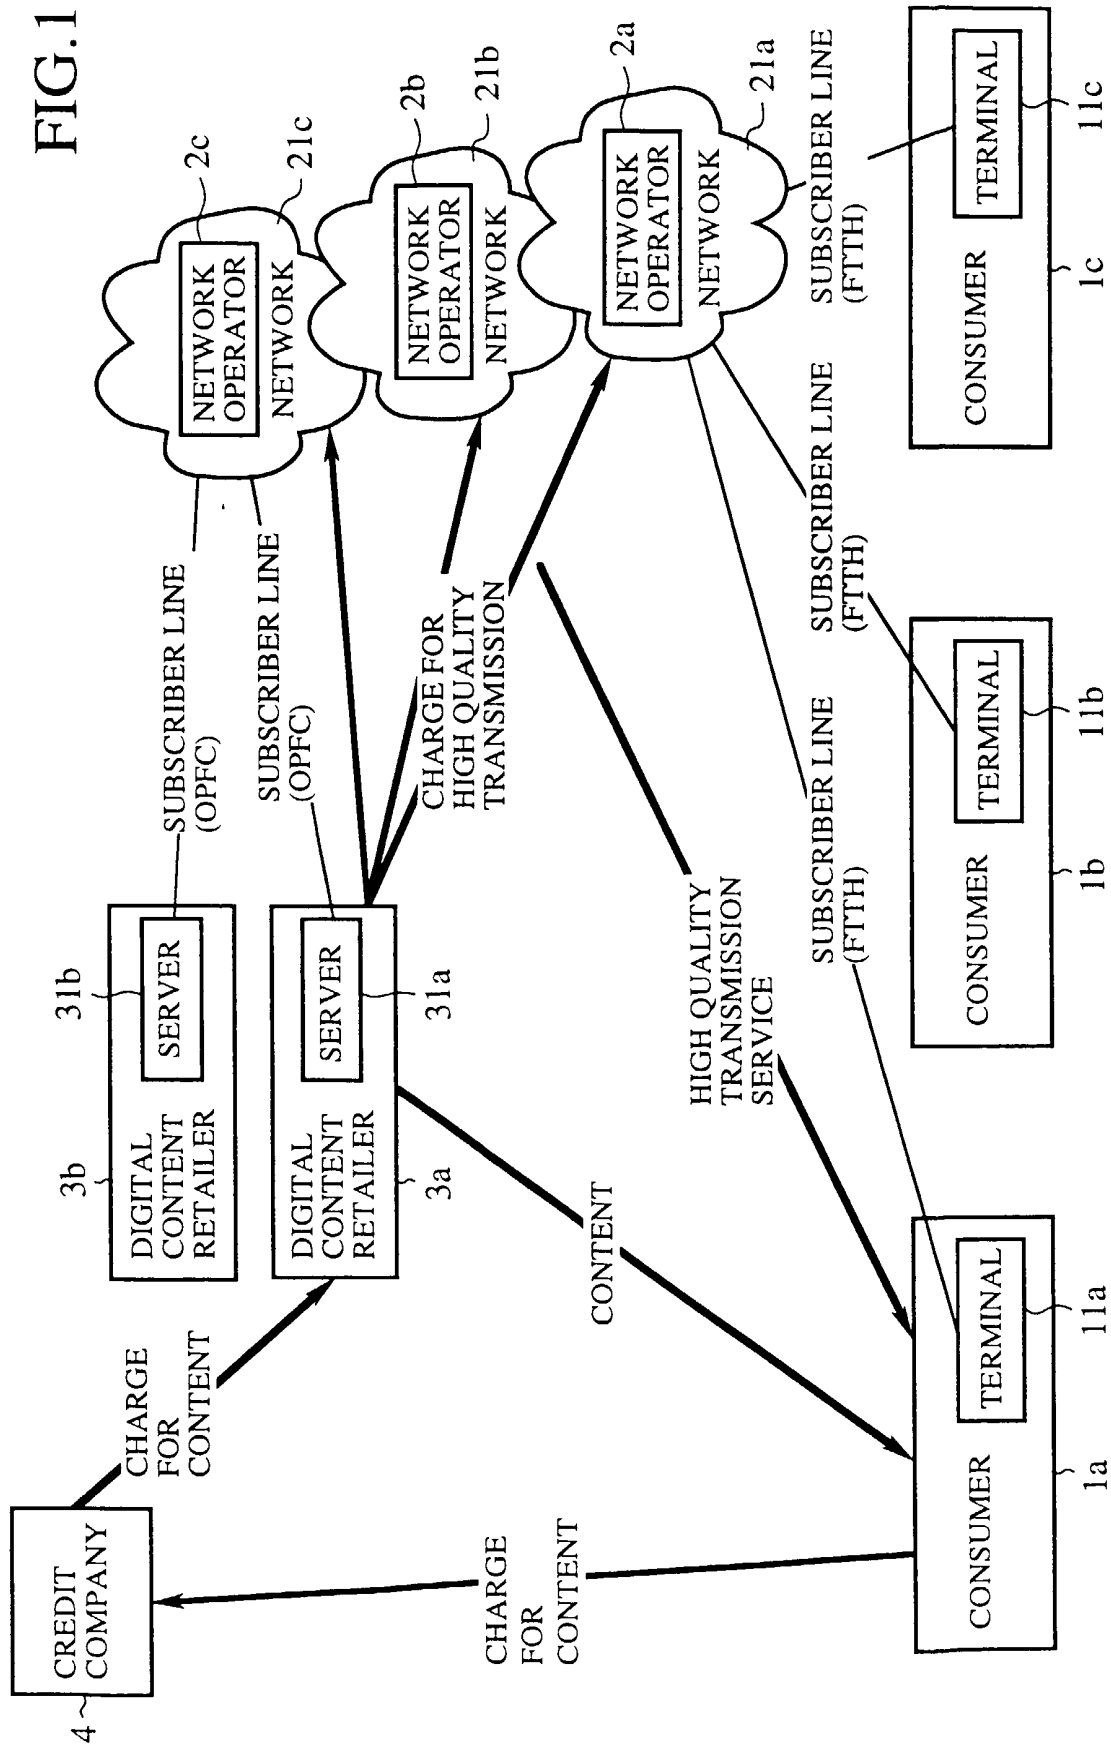 FIG.1
CREDIT
COMPANY
4
CHARGE
FOR
CONTENT
3b
31b
DIGITAL
CONTENT
RETAILER
SERVER
SUBSCRIBER LINE
(OPFC)
2c
21c
NETWORK
OPERATOR
NETWORK
DIGITAL
CONTENT
RETAILER
SERVER
3a
31a
SUBSCRIBER LINE
(OPFC)
2b
21b
NETWORK
OPERATOR
NETWORK
CHARGE FOR
HIGH QUALITY
TRANSMISSION
2a
21a
NETWORK
OPERATOR
NETWORK
CHARGE
FOR
CONTENT
CONTENT
HIGH QUALITY
TRANSMISSION
SERVICE
SUBSCRIBER LINE
(FTTH)
SUBSCRIBER LINE
(FTTH)
SUBSCRIBER LINE
(FTTH)
CONSUMER
TERMINAL
1a
11a
CONSUMER
TERMINAL
1b
11b
CONSUMER
TERMINAL
1c
11c